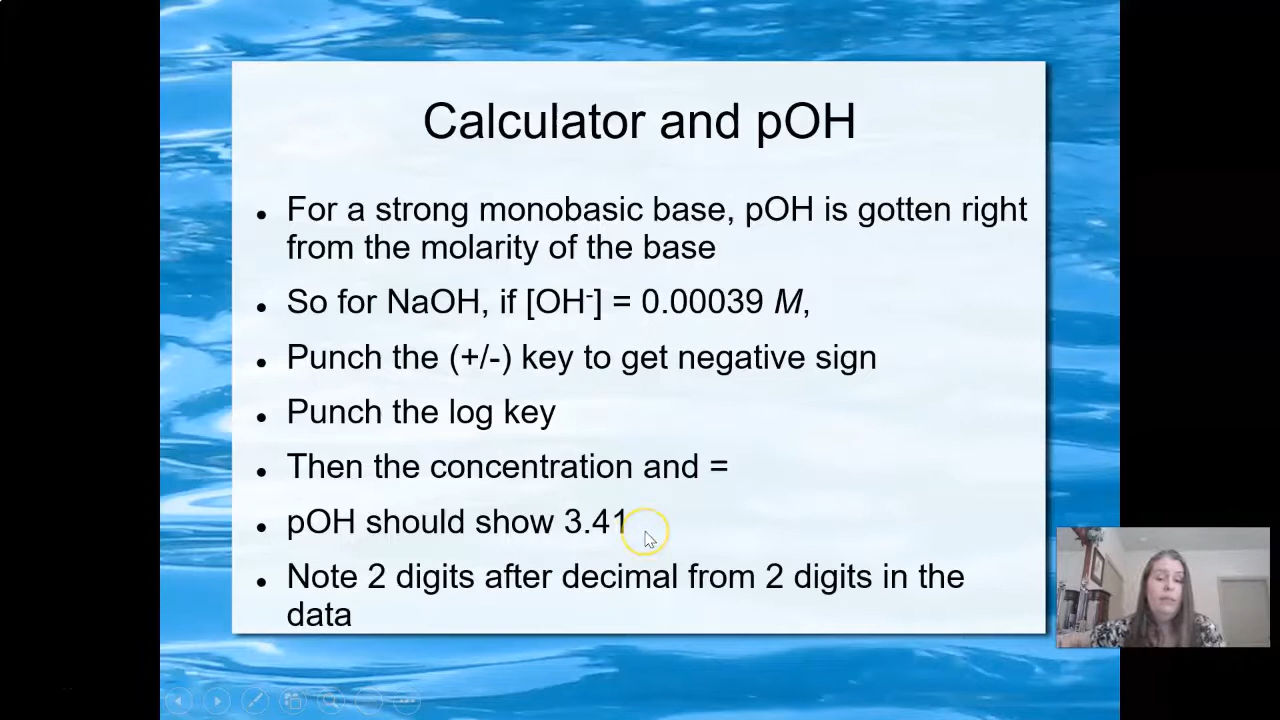 Calculator and pOH
• For a strong monobasic base, pOH is gotten right
from the molarity of the base
• So for NaOH, if [OH⁻] = 0.00039 M,
• Punch the (+/-) key to get negative sign
• Punch the log key
• Then the concentration and =
• pOH should show 3.41
• Note 2 digits after decimal from 2 digits in the
data